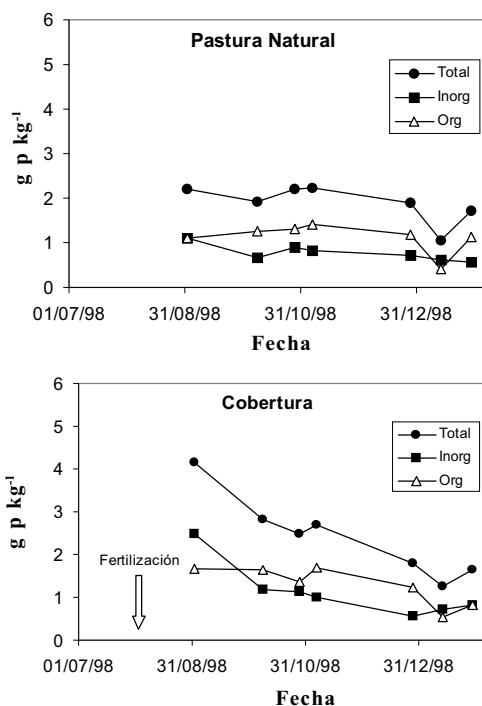 Pastura Natural
6
5
4
3
2
1
0
g p kg-1
Total
Inorg
Org
01/07/98 31/08/98 31/10/98 31/12/98
Fecha
Cobertura
6
5
4
3
2
1
0
g p kg-1
Total
Inorg
Org
Fertilización
01/07/98 31/08/98 31/10/98 31/12/98
Fecha